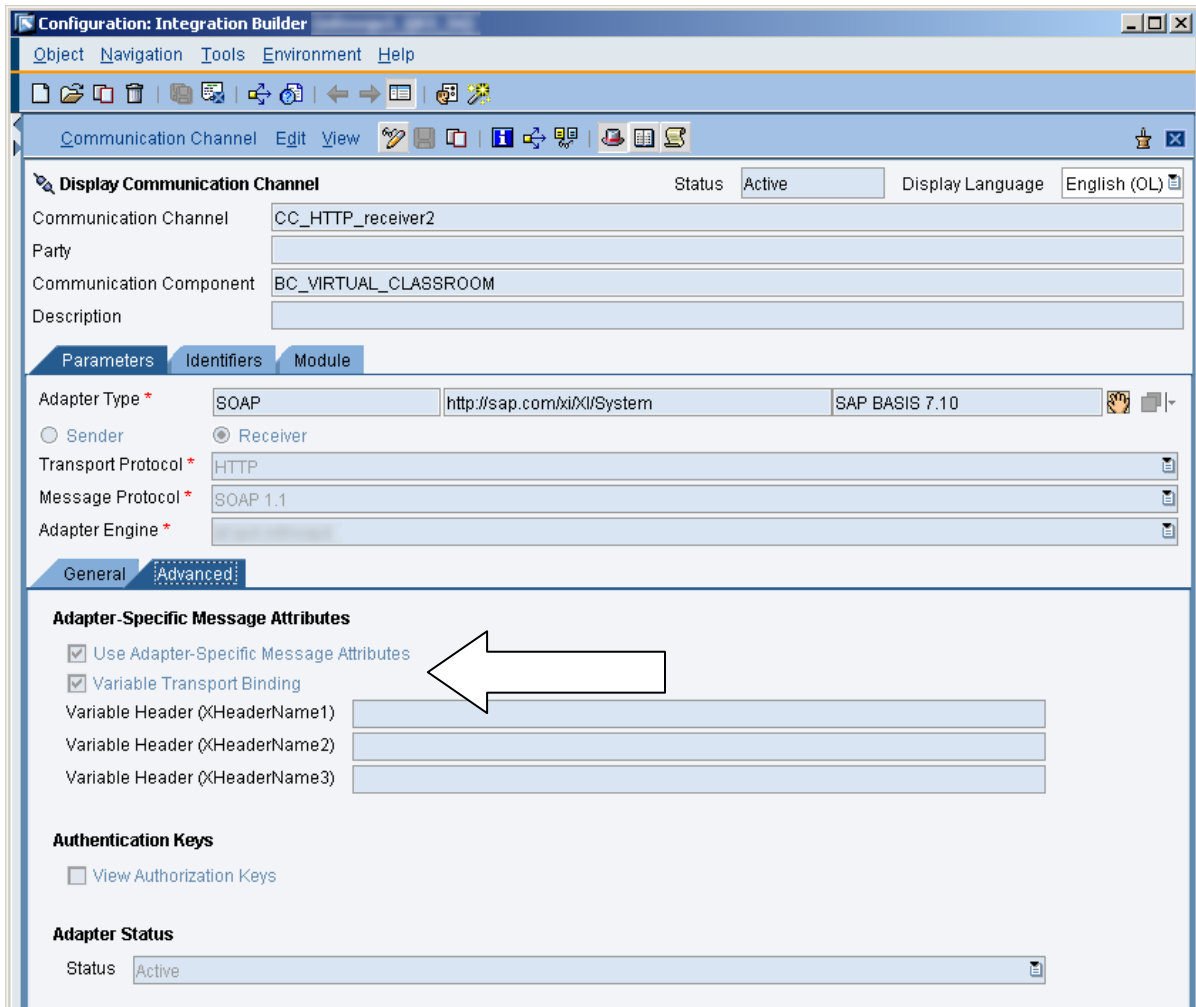 Configuration: Integration Builder
Object Navigation Tools Environment Help
Communication Channel Edit View
Display Communication Channel Status Active Display Language English (OL)
Communication Channel CC_HTTP_receiver2
Party
Communication Component BC_VIRTUAL_CLASSROOM
Description
Parameters Identifiers Module
Adapter Type * SOAP http://sap.com/xi/XI/System SAP BASIS 7.10
Sender Receiver
Transport Protocol * HTTP
Message Protocol * SOAP 1.1
Adapter Engine *
General Advanced
Adapter-Specific Message Attributes
Use Adapter-Specific Message Attributes
Variable Transport Binding
Variable Header (XHeaderName1)
Variable Header (XHeaderName2)
Variable Header (XHeaderName3)
Authentication Keys
View Authorization Keys
Adapter Status
Status Active